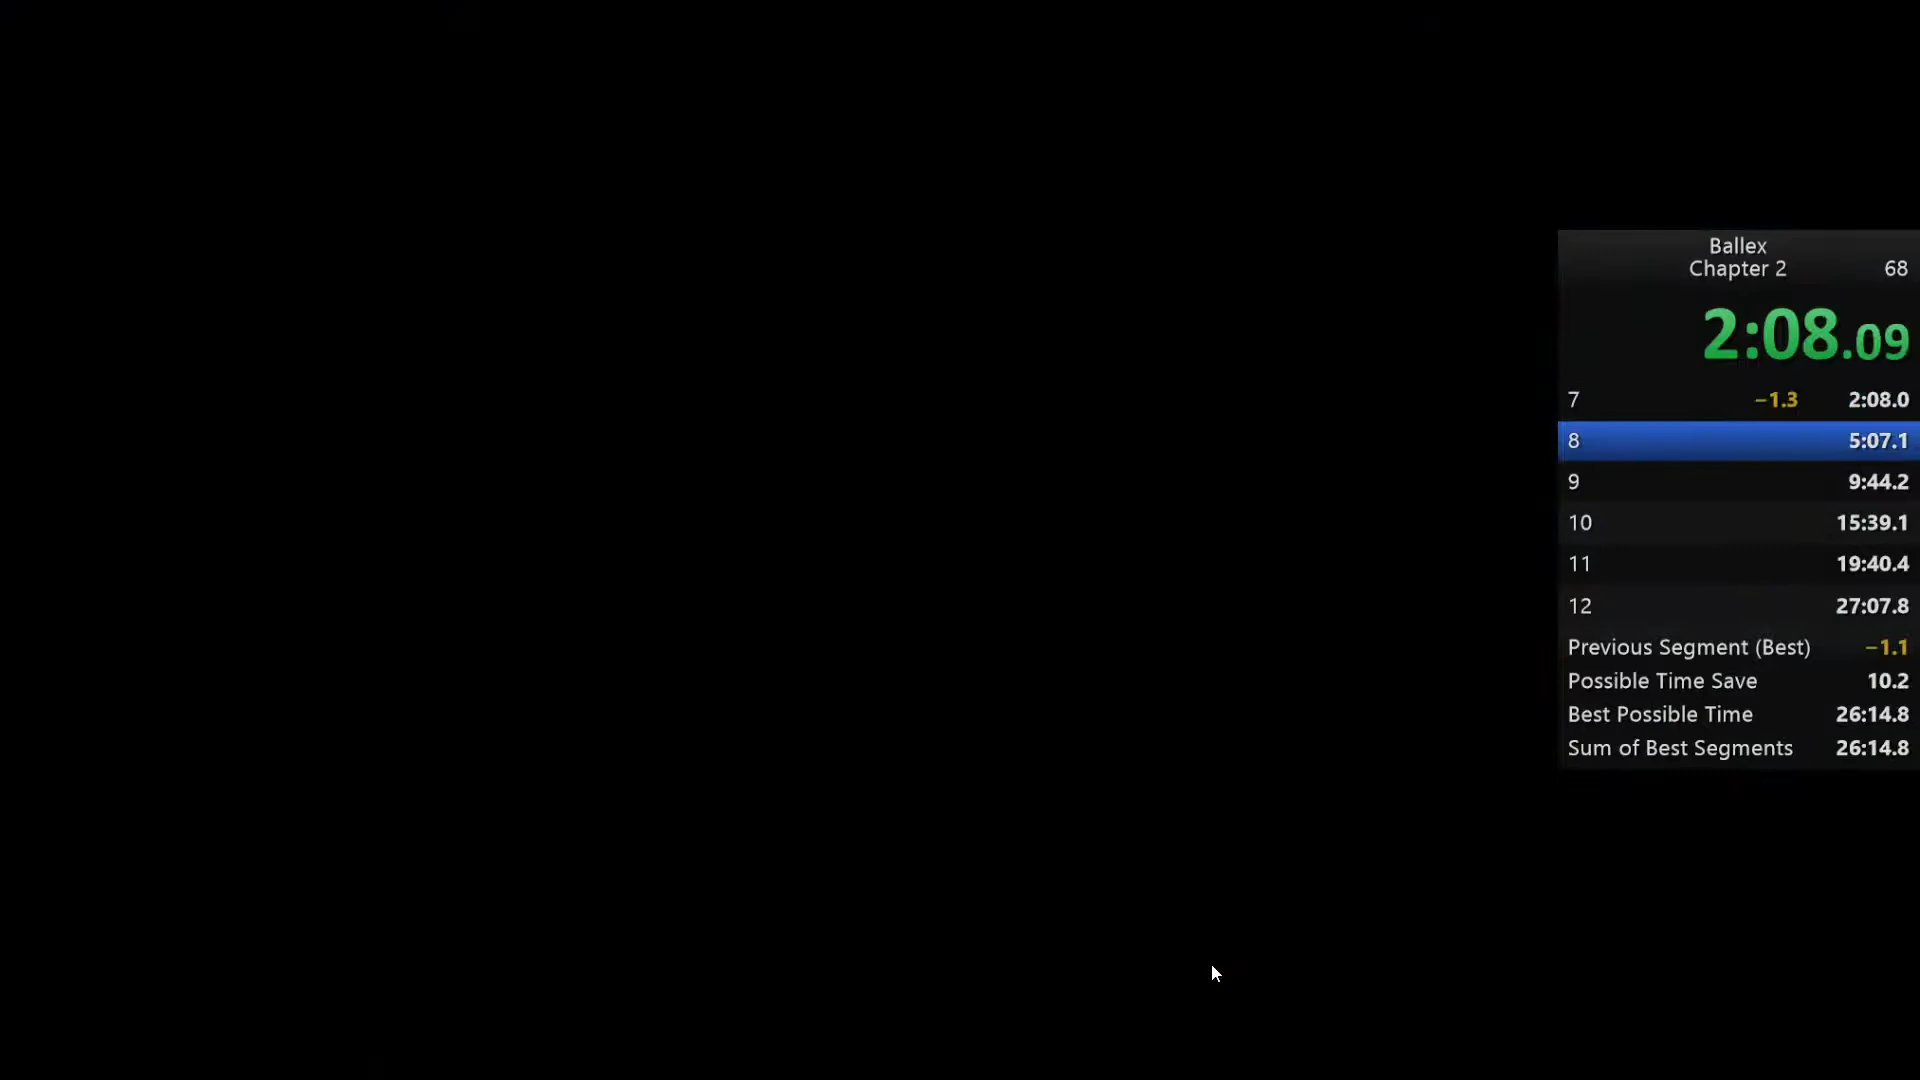 Ballex
Chapter 2 68
2:08.09
7 −1.3 2:08.0
8 5:07.1
9 9:44.2
10 15:39.1
11 19:40.4
12 27:07.8
Previous Segment (Best) −1.1
Possible Time Save 10.2
Best Possible Time 26:14.8
Sum of Best Segments 26:14.8